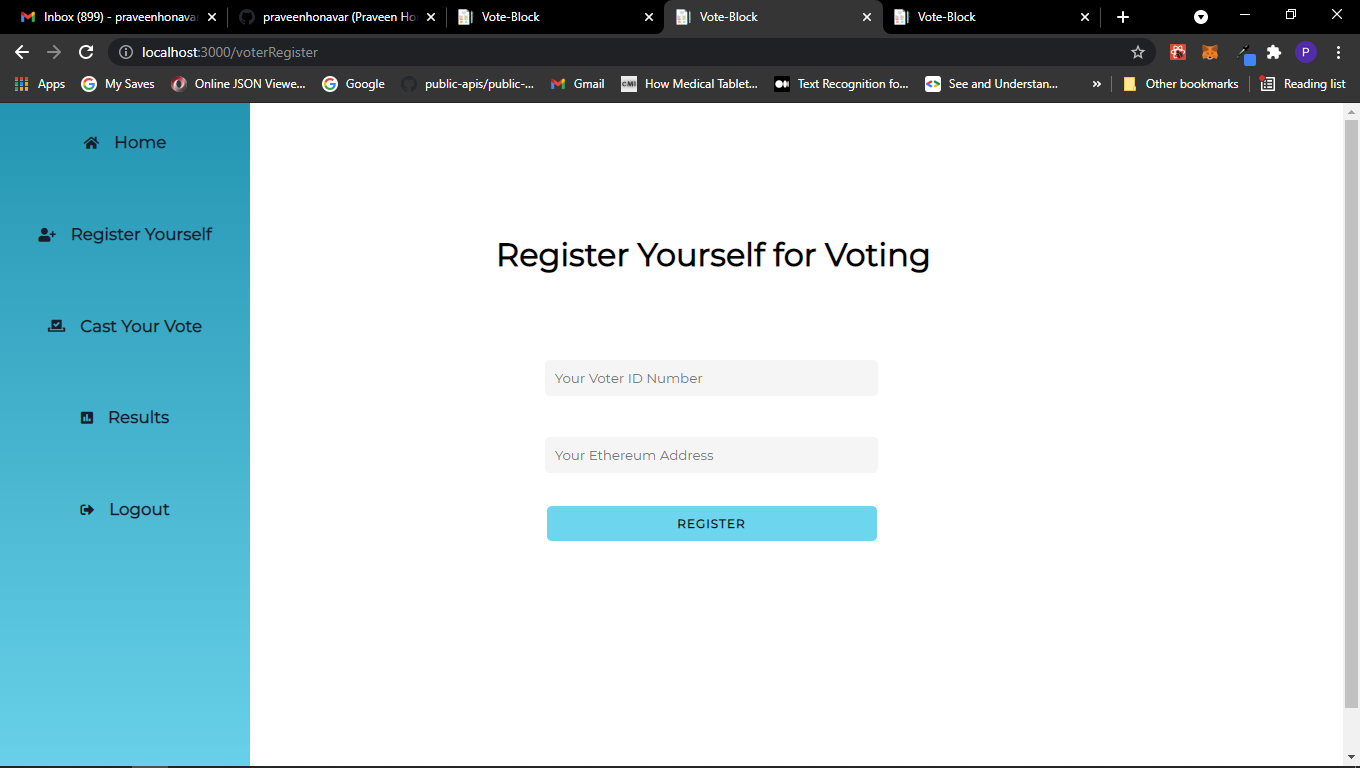 Inbox (899) - praveenhonavar
praveenhonavar (Praveen Ho
Vote-Block
Vote-Block
Vote-Block
localhost:3000/voterRegister
P
Apps
My Saves
Online JSON Viewe...
Google
public-apis/public-...
Gmail
CMI
How Medical Tablet...
Text Recognition fo...
See and Understan...
»
Other bookmarks
Reading list
Home
Register Yourself
Cast Your Vote
Results
Logout
Register Yourself for Voting
Your Voter ID Number
Your Ethereum Address
REGISTER